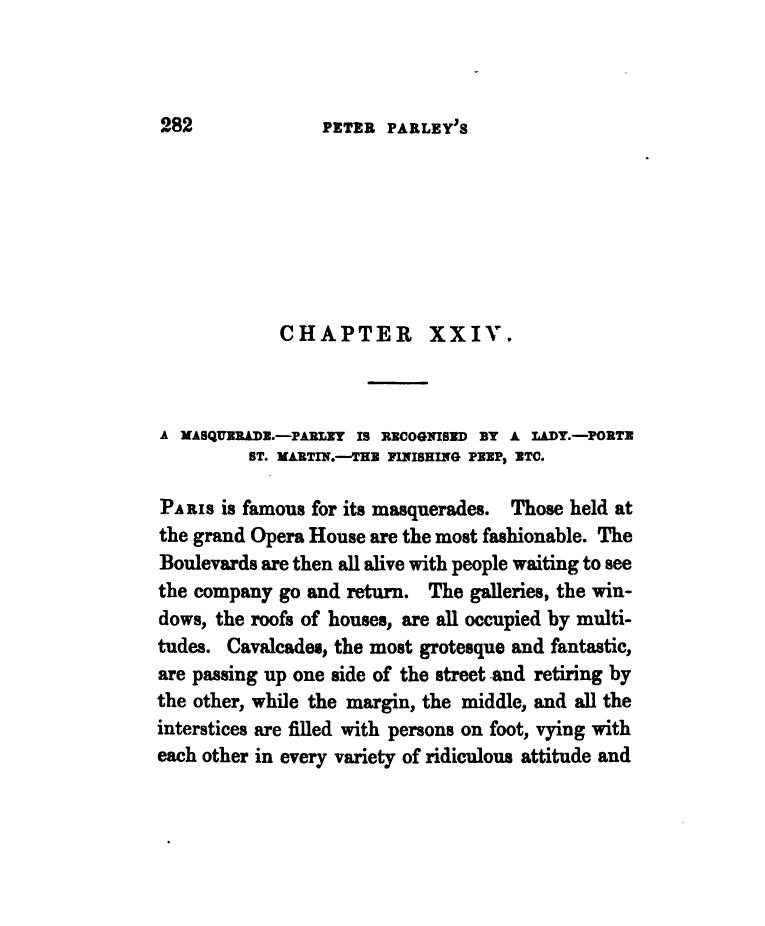 282 PETER PARLEY'S
CHAPTER XXIV.
A MASQUERADE.—PARLEY IS RECOGNISED BY A LADY.—PORTE
ST. MARTIN.—THE FINISHING PEEP, ETC.
PARIS is famous for its masquerades. Those held at
the grand Opera House are the most fashionable. The
Boulevards are then all alive with people waiting to see
the company go and return. The galleries, the win-
dows, the roofs of houses, are all occupied by multi-
tudes. Cavalcades, the most grotesque and fantastic,
are passing up one side of the street and retiring by
the other, while the margin, the middle, and all the
interstices are filled with persons on foot, vying with
each other in every variety of ridiculous attitude and